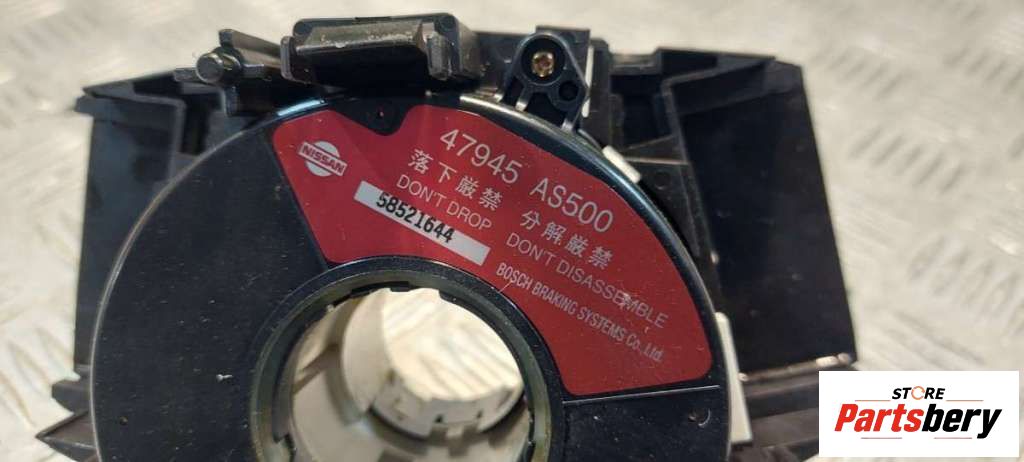 NISSAN
47945 AS500
落下厳禁 分解厳禁
DON'T DROP DON'T DISASSEMBLE
58521644
BOSCH BRAKING SYSTEMS Co., Ltd.
STORE
Partsbery